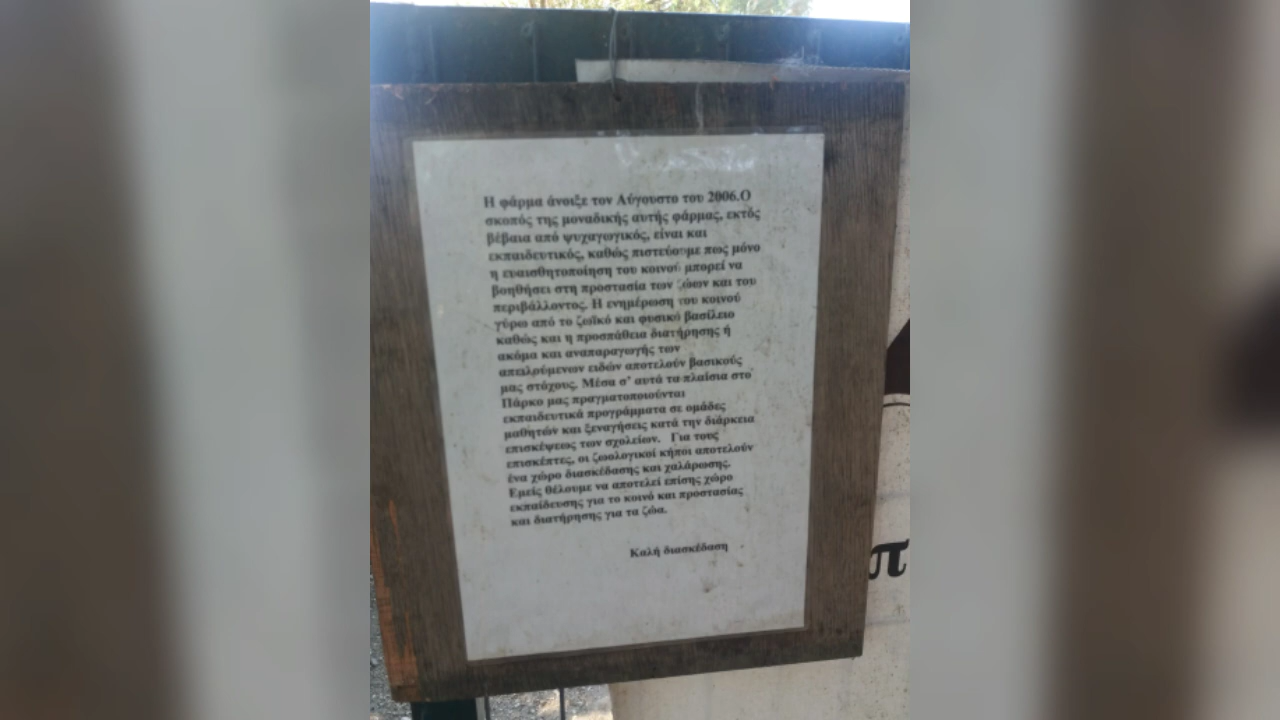 Η φάρμα άνοιξε τον Αύγουστο του 2006.Ο
σκοπός της μοναδικής αυτής φάρμας, εκτός
βέβαια από ψυχαγωγικός, είναι και
εκπαιδευτικός, καθώς πιστεύουμε πως μόνο
η ευαισθητοποίηση του κοινού μπορεί να
βοηθήσει στη προστασία των ζώων και του
περιβάλλοντος. Η ενημέρωση του κοινού
γύρω από το ζωϊκό και φυσικό βασίλειο
καθώς και η προσπάθεια διατήρησης ή
ακόμα και αναπαραγωγής των
απειλούμενων ειδών αποτελούν βασικούς
μας στόχους. Μέσα σ' αυτά τα πλαίσια στο
Πάρκο μας πραγματοποιούνται
εκπαιδευτικά προγράμματα σε ομάδες
μαθητών και ξεναγήσεις κατά την διάρκεια
επισκέψεως των σχολείων. Για τους
επισκέπτες, οι ζωολογικοί κήποι αποτελούν
ένα χώρο διασκέδασης και χαλάρωσης.
Εμείς θέλουμε να αποτελεί επίσης χώρο
εκπαίδευσης για το κοινό και προστασίας
και διατήρησης για τα ζώα.
Καλή διασκέδαση
π